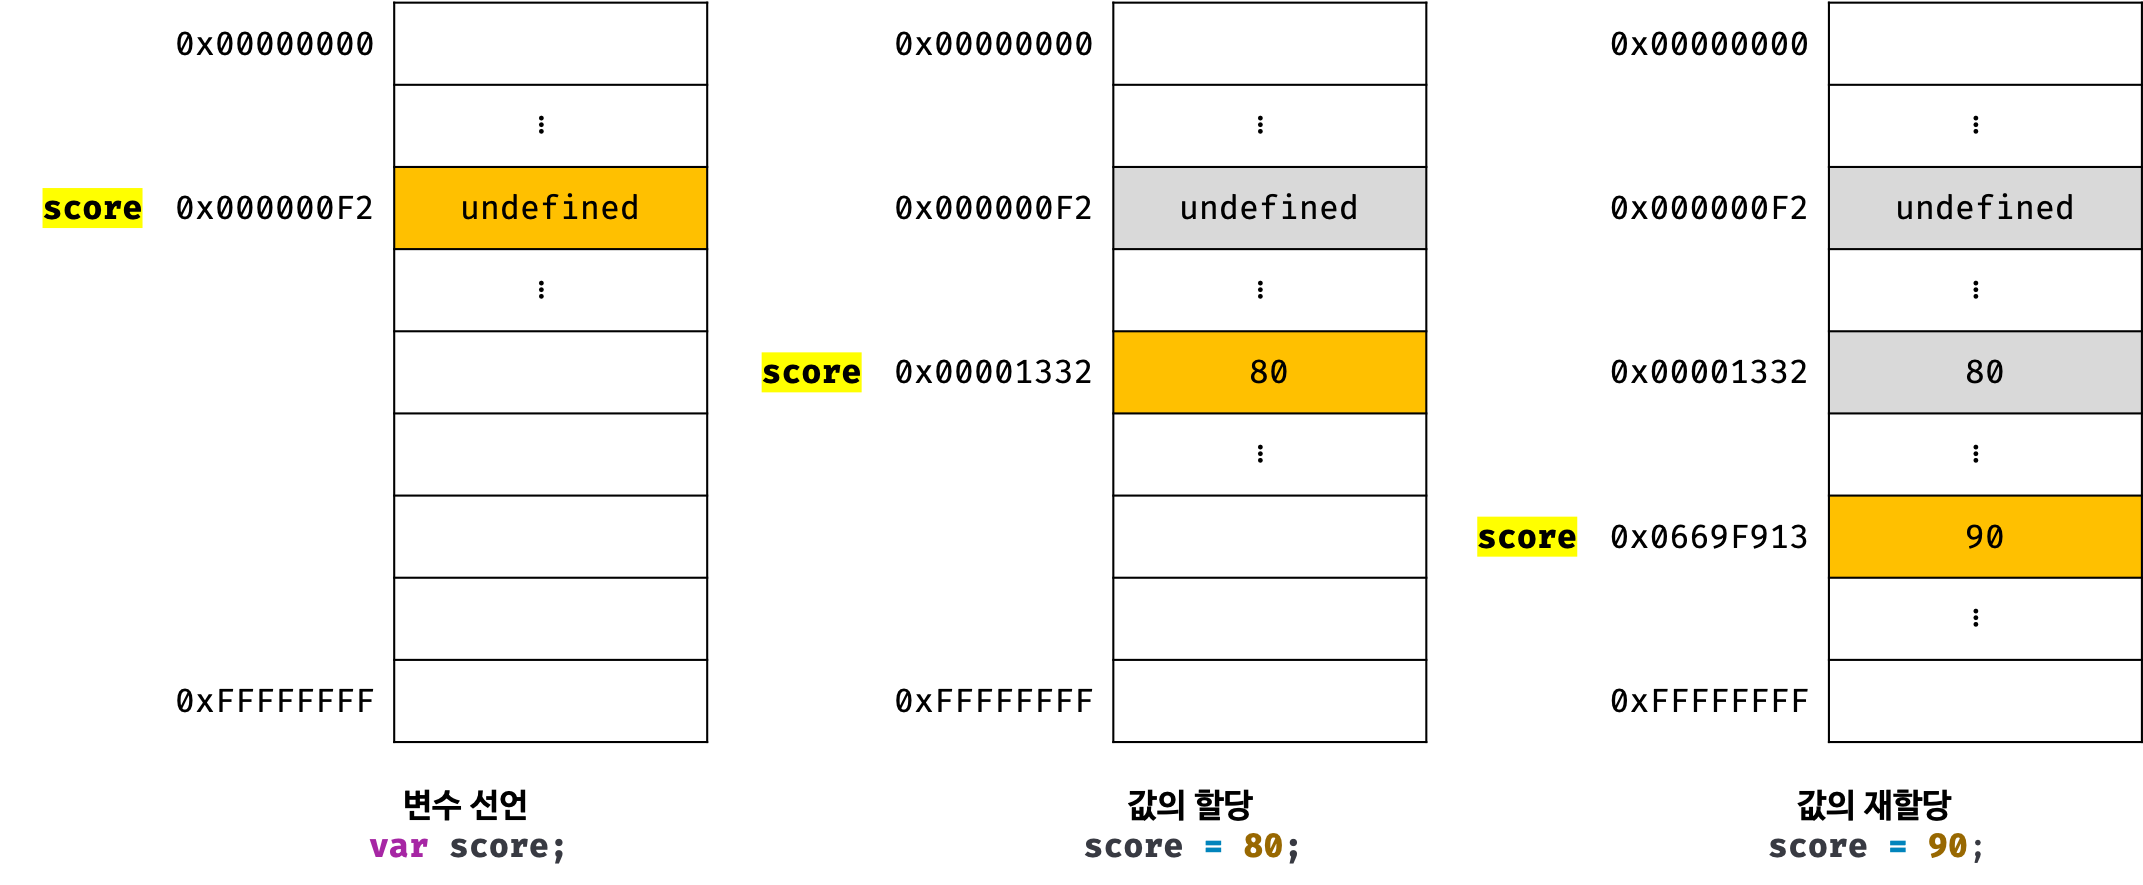 0x00000000
⋮
score 0x000000F2 undefined
⋮
0xFFFFFFFF
변수 선언
var score;
0x00000000
⋮
0x000000F2 undefined
⋮
score 0x00001332 80
⋮
0xFFFFFFFF
값의 할당
score = 80;
0x00000000
⋮
0x000000F2 undefined
⋮
0x00001332 80
⋮
score 0x0669F913 90
⋮
0xFFFFFFFF
값의 재할당
score = 90;